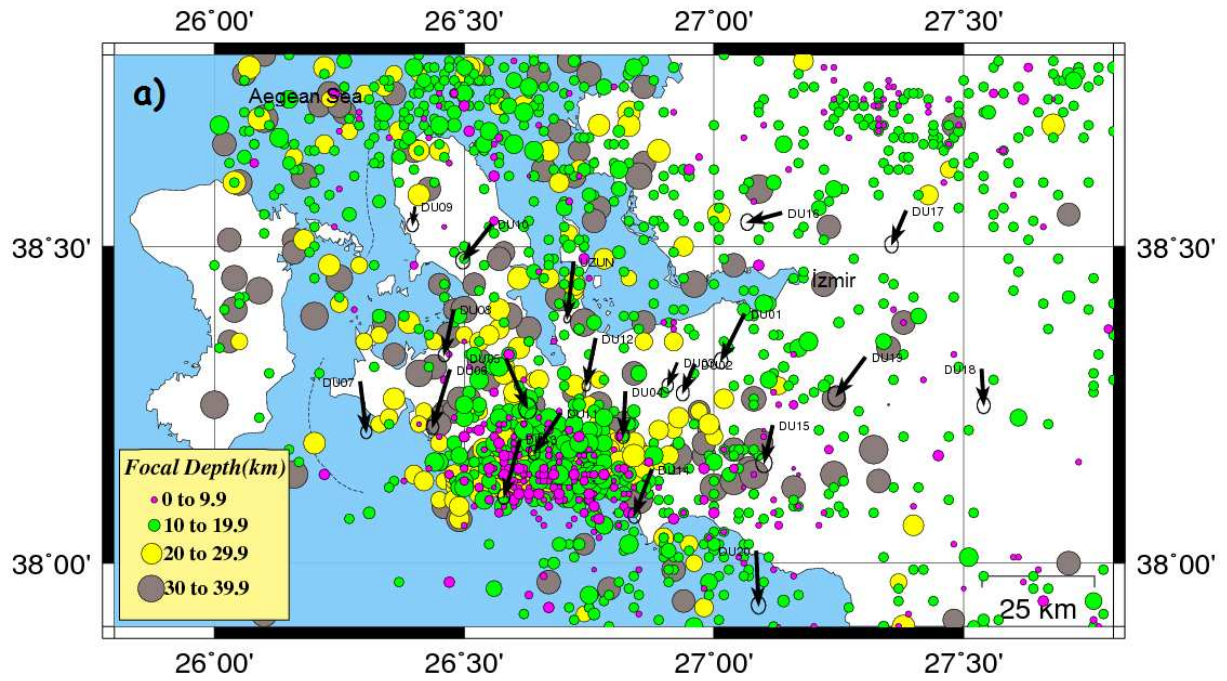 26°00' 26°30' 27°00' 27°30'
a)
Aegean Sea
DU09
DU16
DU17
DU10
38°30' 38°30'
UZUN
İzmir
DU08
DU01
DU12
DU05
DU03
DU02
DU19
DU06
DU18
DU07
DU04
DU11
DU15
DU13
Focal Depth(km)
0 to 9.9
DU14
10 to 19.9
20 to 29.9
DU20
38°00' 38°00'
30 to 39.9
25 km
26°00' 26°30' 27°00' 27°30'